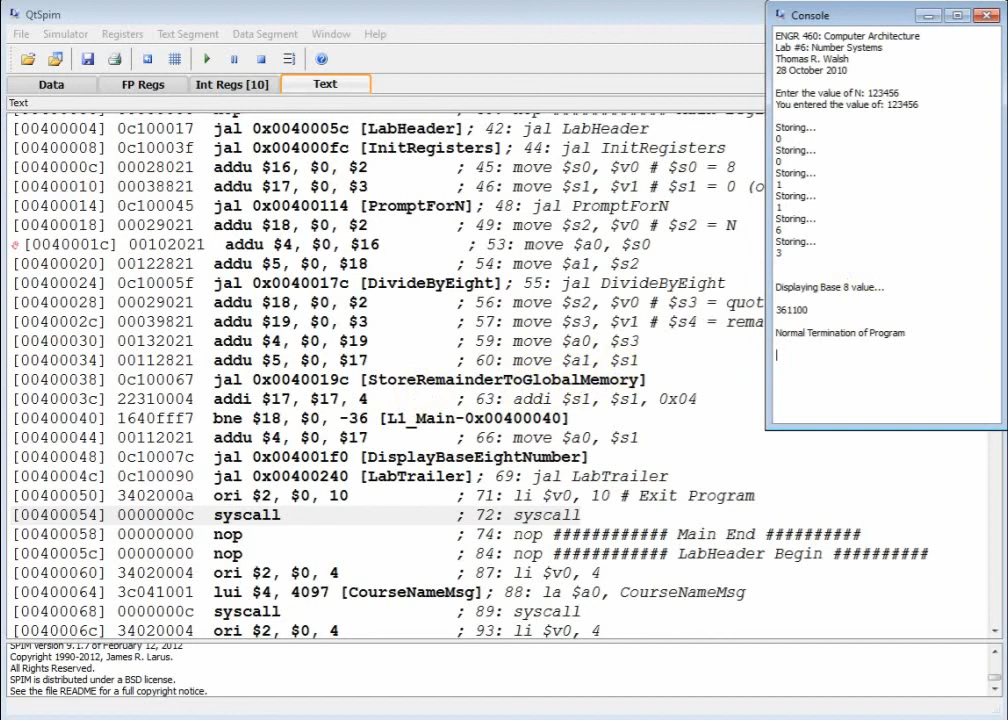 QtSpim
File Simulator Registers Text Segment Data Segment Window Help
Data FP Regs Int Regs [10] Text
Text
[00400004] 0c100017 jal 0x0040005c [LabHeader]; 42: jal LabHeader
[00400008] 0c10003f jal 0x004000fc [InitRegisters]; 44: jal InitRegisters
[0040000c] 00028021 addu $16, $0, $2 ; 45: move $s0, $v0 # $s0 = 8
[00400010] 00038821 addu $17, $0, $3 ; 46: move $s1, $v1 # $s1 = 0 (o
[00400014] 0c100045 jal 0x00400114 [PromptForN]; 48: jal PromptForN
[00400018] 00029021 addu $18, $0, $2 ; 49: move $s2, $v0 # $s2 = N
[0040001c] 00102021 addu $4, $0, $16 ; 53: move $a0, $s0
[00400020] 00122821 addu $5, $0, $18 ; 54: move $a1, $s2
[00400024] 0c10005f jal 0x0040017c [DivideByEight]; 55: jal DivideByEight
[00400028] 00029021 addu $18, $0, $2 ; 56: move $s2, $v0 # $s3 = quot
[0040002c] 00039821 addu $19, $0, $3 ; 57: move $s3, $v1 # $s4 = rema
[00400030] 00132021 addu $4, $0, $19 ; 59: move $a0, $s3
[00400034] 00112821 addu $5, $0, $17 ; 60: move $a1, $s1
[00400038] 0c100067 jal 0x0040019c [StoreRemainderToGlobalMemory]
[0040003c] 22310004 addi $17, $17, 4 ; 63: addi $s1, $s1, 0x04
[00400040] 1640fff7 bne $18, $0, -36 [L1_Main-0x00400040]
[00400044] 00112021 addu $4, $0, $17 ; 66: move $a0, $s1
[00400048] 0c10007c jal 0x004001f0 [DisplayBaseEightNumber]
[0040004c] 0c100090 jal 0x00400240 [LabTrailer]; 69: jal LabTrailer
[00400050] 3402000a ori $2, $0, 10 ; 71: li $v0, 10 # Exit Program
[00400054] 0000000c syscall ; 72: syscall
[00400058] 00000000 nop ; 74: nop ############ Main End ##########
[0040005c] 00000000 nop ; 84: nop ############ LabHeader Begin ##########
[00400060] 34020004 ori $2, $0, 4 ; 87: li $v0, 4
[00400064] 3c041001 lui $4, 4097 [CourseNameMsg]; 88: la $a0, CourseNameMsg
[00400068] 0000000c syscall ; 89: syscall
[0040006c] 34020004 ori $2, $0, 4 ; 93: li $v0, 4
SPIM Version 9.1.7 of February 12, 2012
Copyright 1990-2012, James R. Larus.
All Rights Reserved.
SPIM is distributed under a BSD license.
See the file README for a full copyright notice.
Console
ENGR 460: Computer Architecture
Lab #6: Number Systems
Thomas R. Walsh
28 October 2010
Enter the value of N: 123456
You entered the value of: 123456
Storing...
0
Storing...
0
Storing...
1
Storing...
1
Storing...
6
Storing...
3
Displaying Base 8 value...
361100
Normal Termination of Program